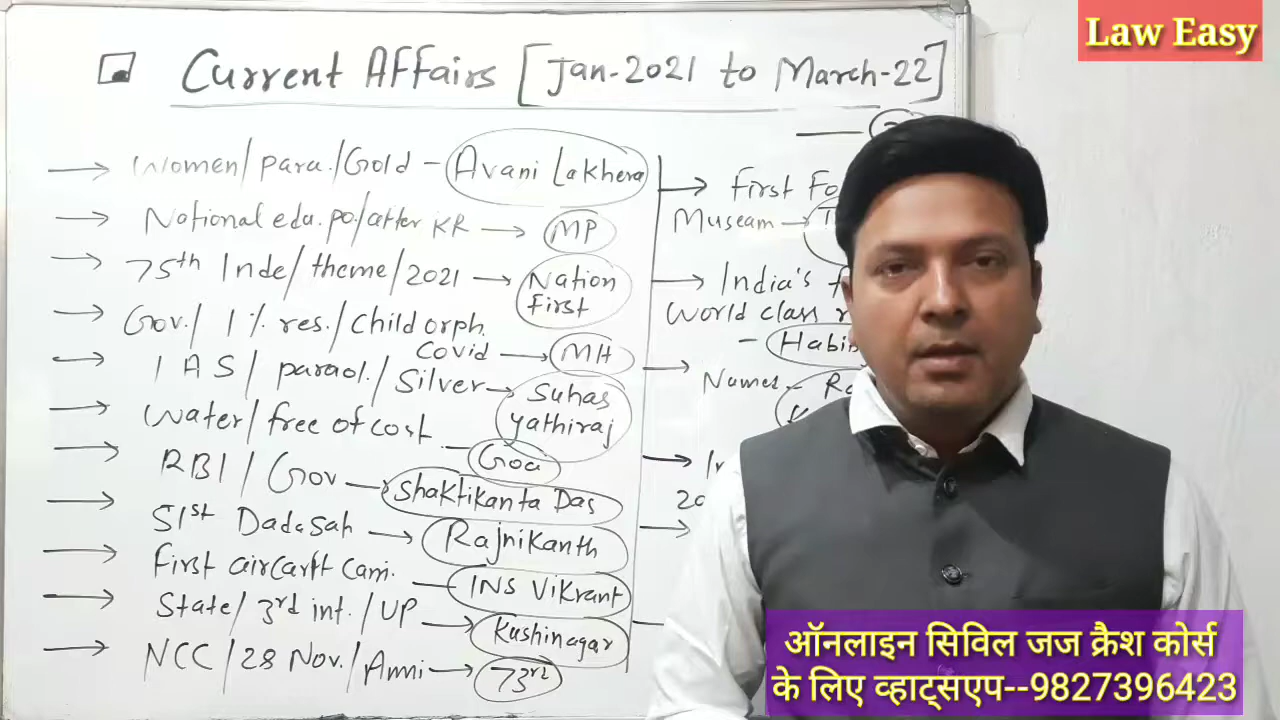 Law Easy
Current Affairs [Jan-2021 to March-22]
Women/para./Gold - Avani Lakhera
National edu. po./after KR → MP
75th Inde/theme/2021 → Nation
First
Gov./1% res./child orph.
Covid → MH
IAS/paraol./Silver → Suhas
Yathiraj
Water/free of cost - Goa
RBI/Gov → Shaktikanta Das
51st Dadasah → Rajnikanth
First aircartt carri. - INS Vikrant
State/3rd int./UP → Kushinagar
NCC/28 Nov./Anni → 73rd
→ First
Museam →
→ India's
World class
- Habib
Names -
ऑनलाइन सिविल जज क्रैश कोर्स
के लिए व्हाट्सएप--9827396423